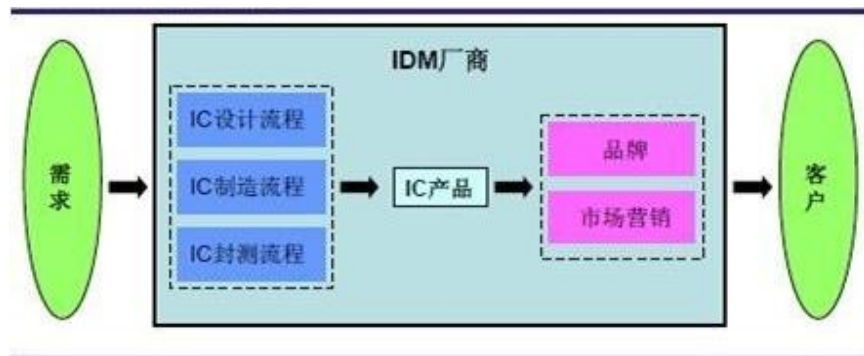 IDM厂商
需求
IC设计流程
IC制造流程
IC封测流程
IC产品
品牌
市场营销
客户